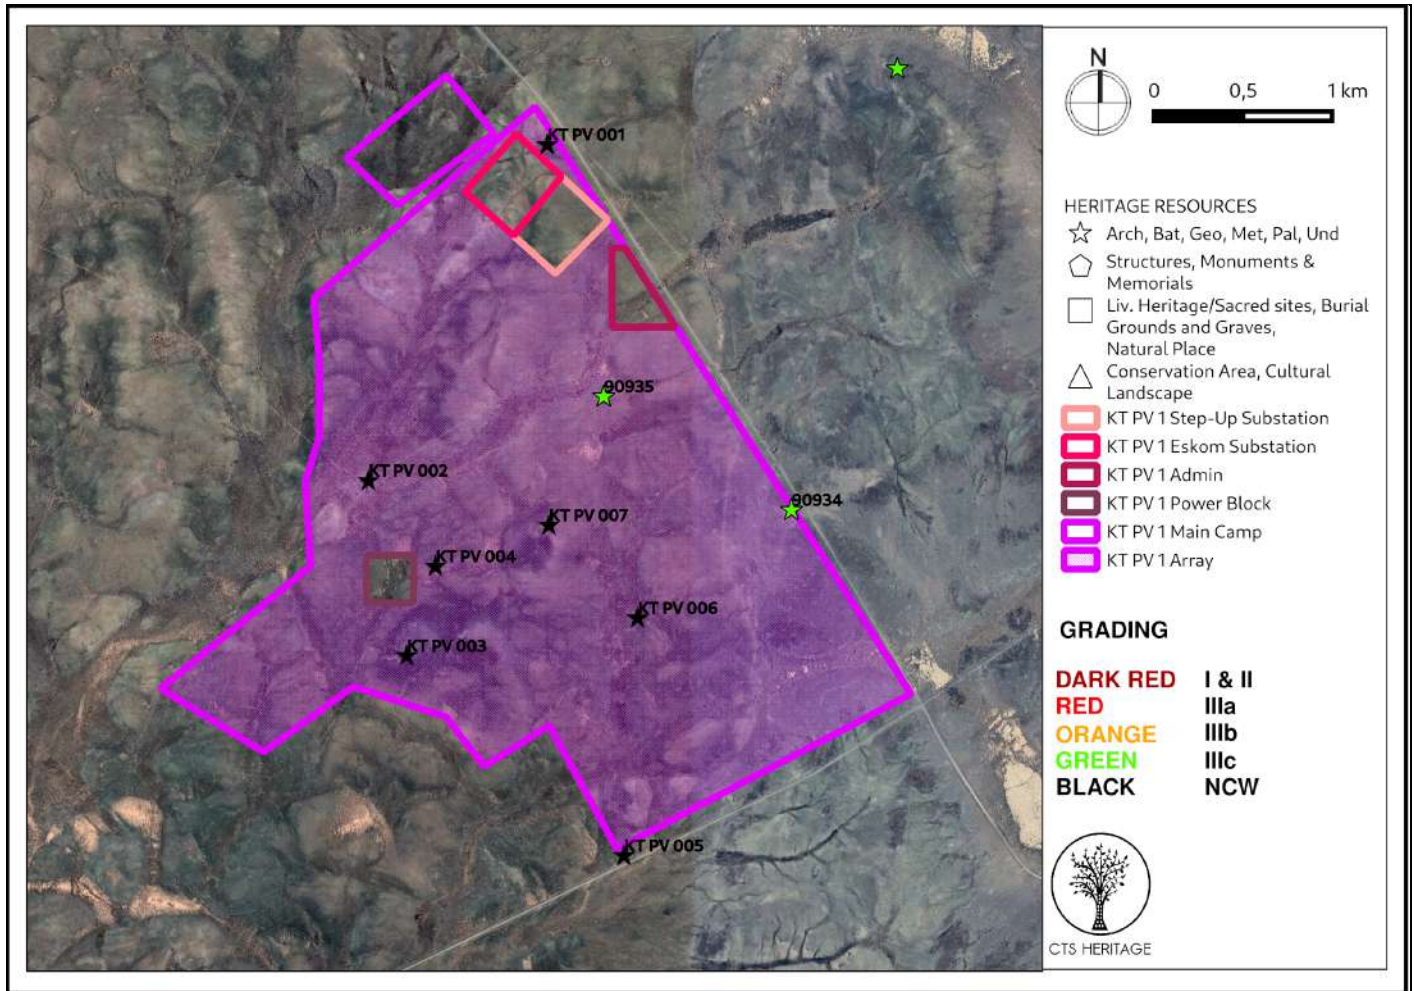 KT PV 001
90935
KT PV 002
90934
KT PV 007
KT PV 004
KT PV 006
KT PV 003
KT PV 005
N
0 0,5 1 km
HERITAGE RESOURCES
Arch, Bat, Geo, Met, Pal, Und
Structures, Monuments &
Memorials
Liv. Heritage/Sacred sites, Burial
Grounds and Graves,
Natural Place
Conservation Area, Cultural
Landscape
KT PV 1 Step-Up Substation
KT PV 1 Eskom Substation
KT PV 1 Admin
KT PV 1 Power Block
KT PV 1 Main Camp
KT PV 1 Array
GRADING
DARK RED I & II
RED IIIa
ORANGE IIIb
GREEN IIIc
BLACK NCW
CTS HERITAGE